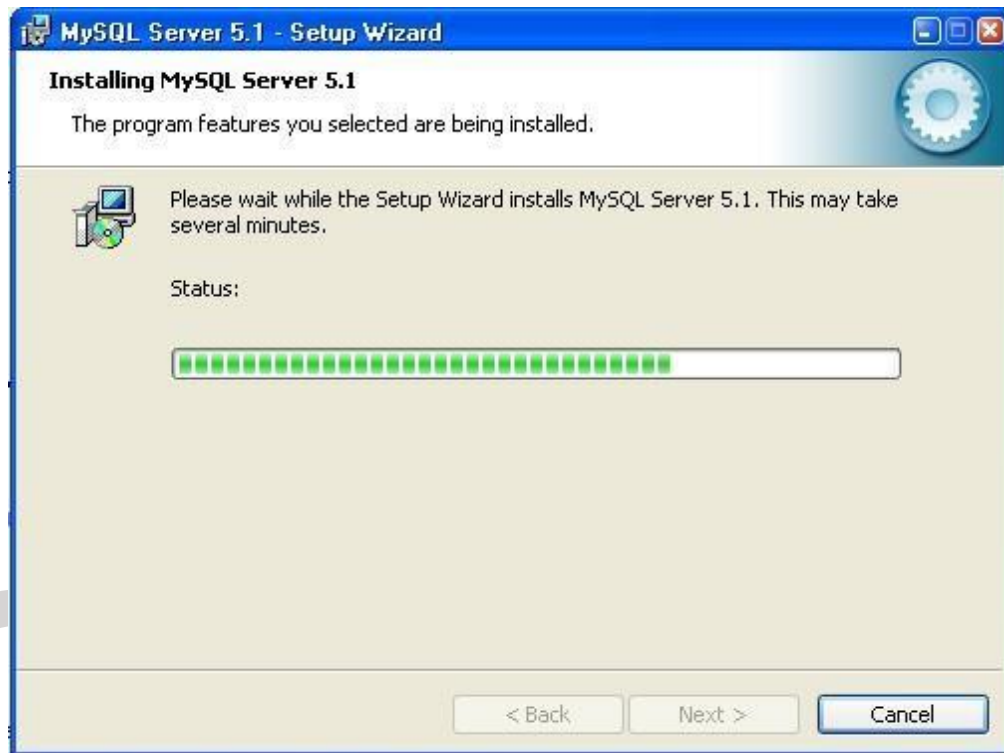 MySQL Server 5.1 - Setup Wizard
Installing MySQL Server 5.1
The program features you selected are being installed.
Please wait while the Setup Wizard installs MySQL Server 5.1. This may take
several minutes.
Status:
< Back
Next >
Cancel